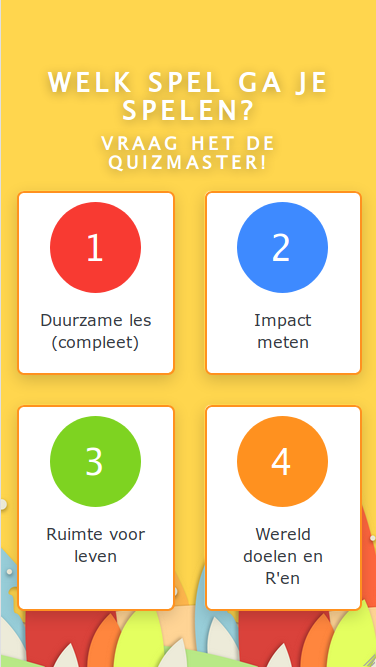 WELK SPEL GA JE
SPELEN?
VRAAG HET DE
QUIZMASTER!
1
Duurzame les
(compleet)
2
Impact
meten
3
Ruimte voor
leven
4
Wereld
doelen en
R'en